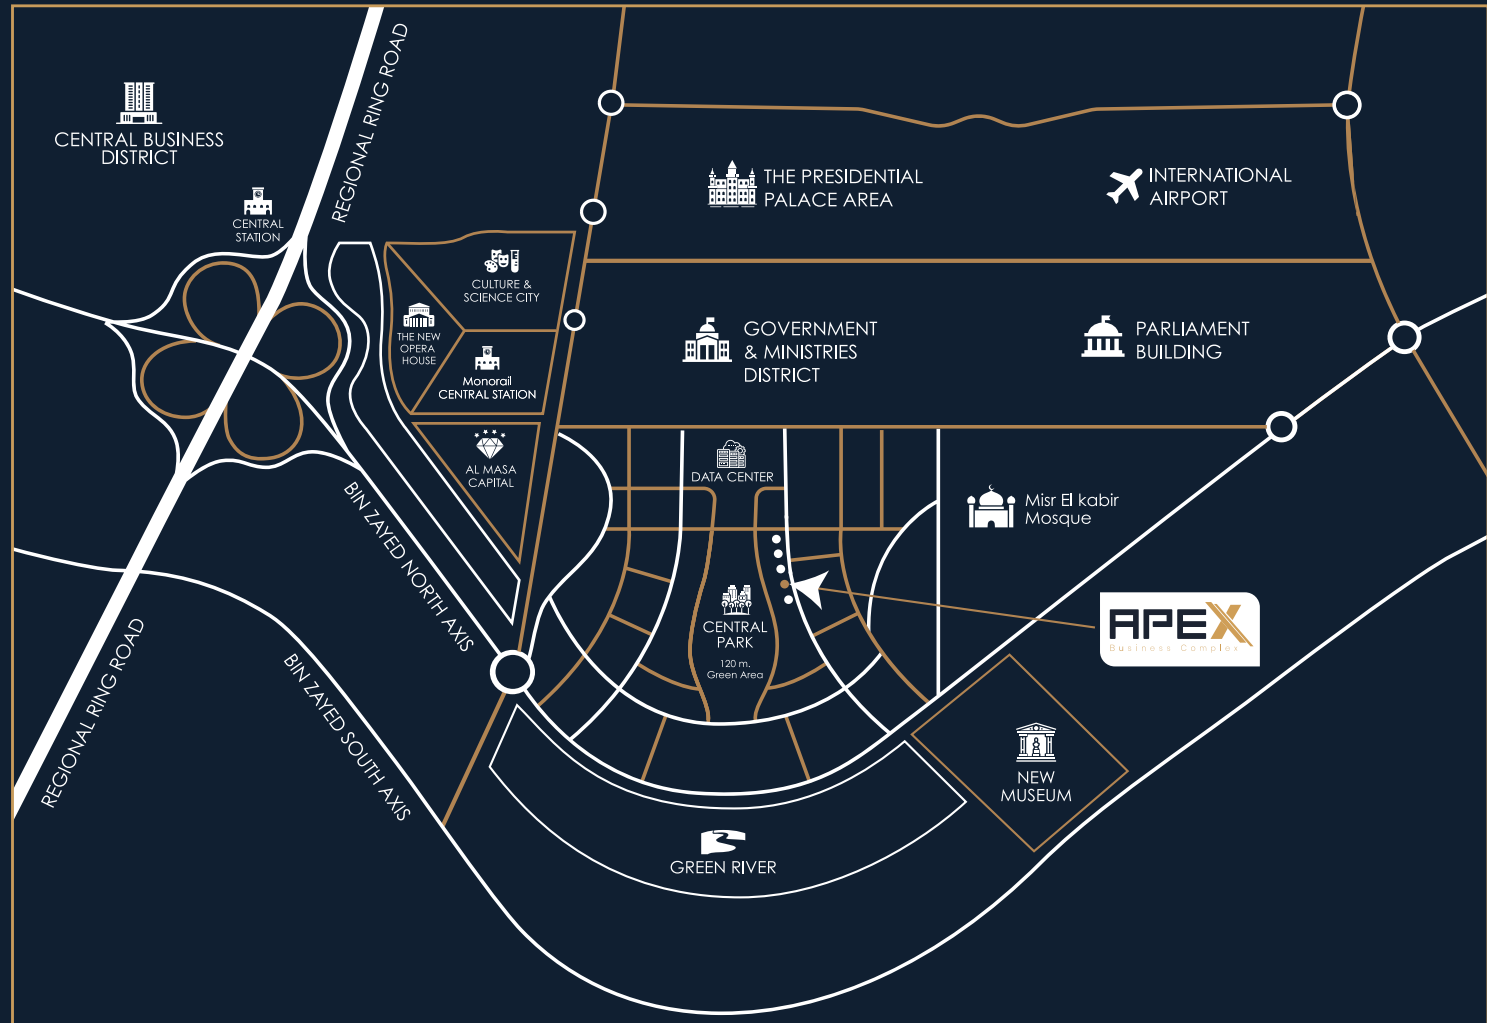 REGIONAL RING ROAD
CENTRAL BUSINESS
DISTRICT
CENTRAL
STATION
THE PRESIDENTIAL
PALACE AREA
INTERNATIONAL
AIRPORT
CULTURE &
SCIENCE CITY
THE NEW
OPERA
HOUSE
Monorail
CENTRAL STATION
GOVERNMENT
& MINISTRIES
DISTRICT
PARLIAMENT
BUILDING
AL MASA
CAPITAL
DATA CENTER
Misr El kabir
Mosque
BIN ZAYED NORTH AXIS
CENTRAL
PARK
120 m.
Green Area
APEX
Business Complex
REGIONAL RING ROAD
BIN ZAYED SOUTH AXIS
NEW
MUSEUM
GREEN RIVER